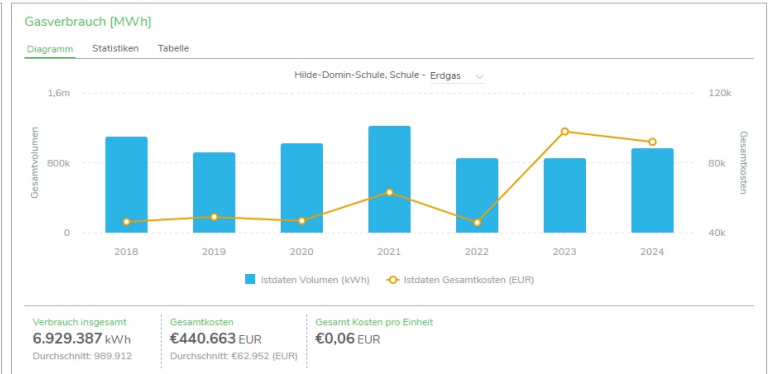 Gasverbrauch [MWh]
Diagramm Statistiken Tabelle
Hilde-Domin-Schule, Schule - Erdgas
1,6m 120k
Gesamtvolumen
Gesamtkosten
800k 80k
0 40k
2018 2019 2020 2021 2022 2023 2024
Istdaten Volumen (kWh) Istdaten Gesamtkosten (EUR)
Verbrauch insgesamt Gesamtkosten Gesamt Kosten pro Einheit
6.929.387 kWh €440.663 EUR €0,06 EUR
Durchschnitt: 989.912 Durchschnitt: €62.952 (EUR)